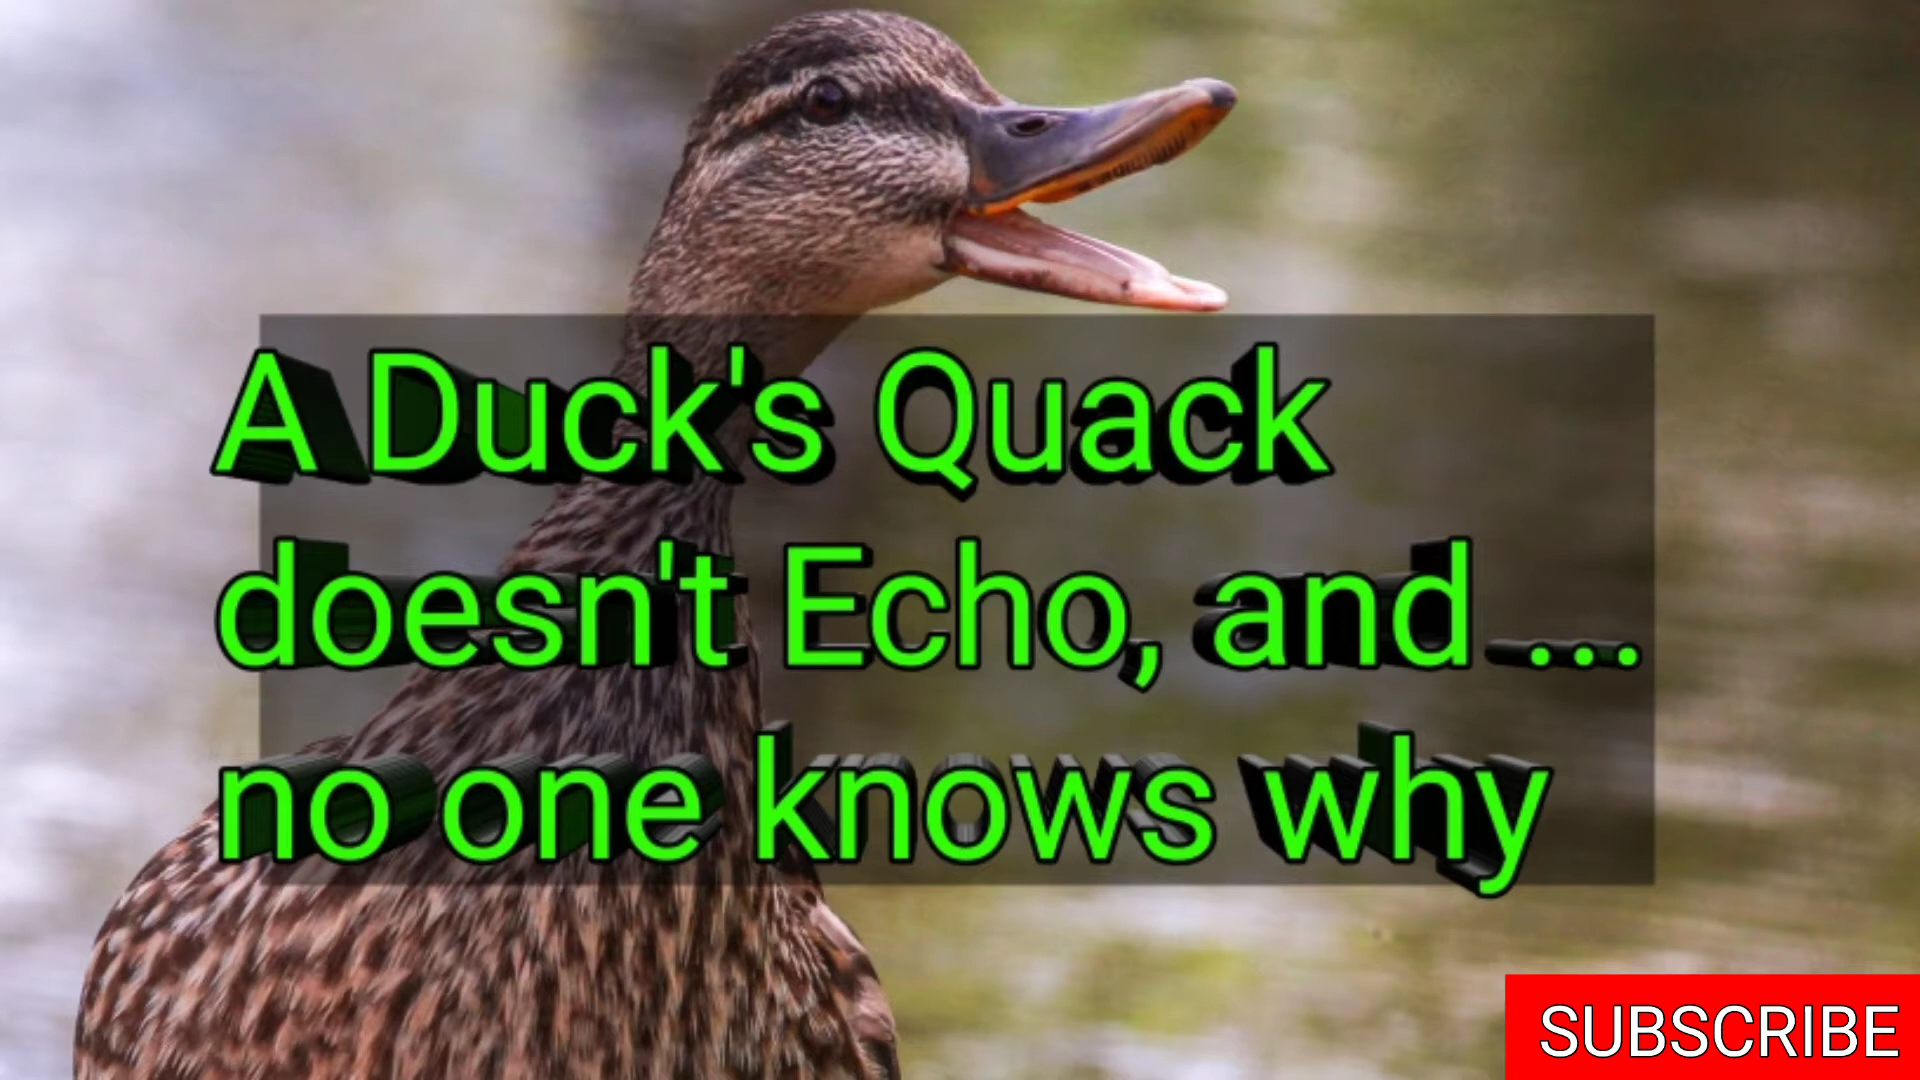 A Duck's Quack
doesn't Echo, and ...
no one knows why
SUBSCRIBE